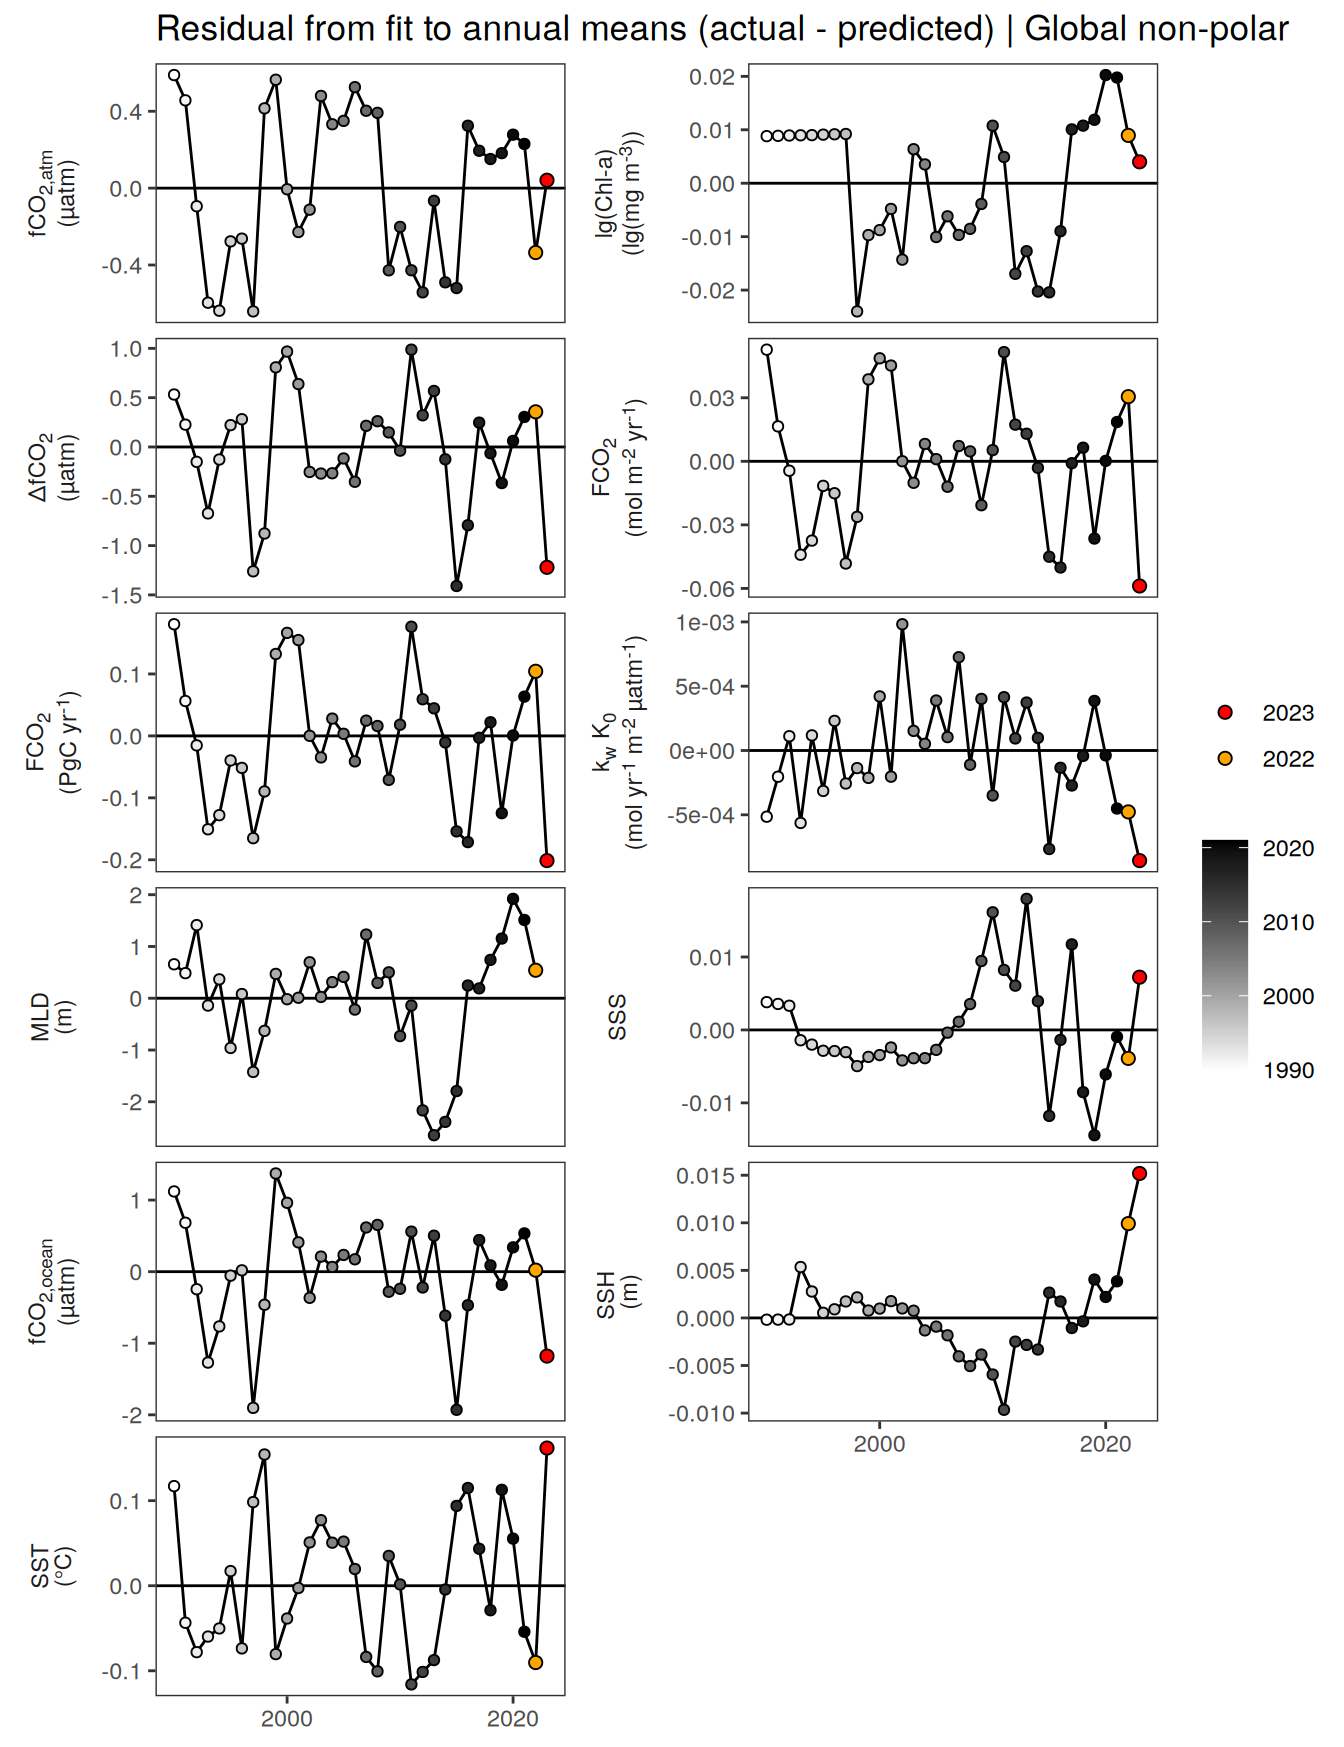 Residual from fit to annual means (actual - predicted) | Global non-polar
fCO2,atm
(µatm)
0.4
0.0
-0.4
lg(Chl-a)
(lg(mg m-3))
0.02
0.01
0.00
-0.01
-0.02
ΔfCO2
(µatm)
1.0
0.5
0.0
-0.5
-1.0
-1.5
FCO2
(mol m-2 yr-1)
0.03
0.00
-0.03
-0.06
FCO2
(PgC yr-1)
0.1
0.0
-0.1
-0.2
kw K0
(mol yr-1 m-2 µatm-1)
1e-03
5e-04
0e+00
-5e-04
MLD
(m)
2
1
0
-1
-2
SSS
0.01
0.00
-0.01
fCO2,ocean
(µatm)
1
0
-1
-2
SSH
(m)
0.015
0.010
0.005
0.000
-0.005
-0.010
2000
2020
SST
(°C)
0.1
0.0
-0.1
2000
2020
2023
2022
2020
2010
2000
1990